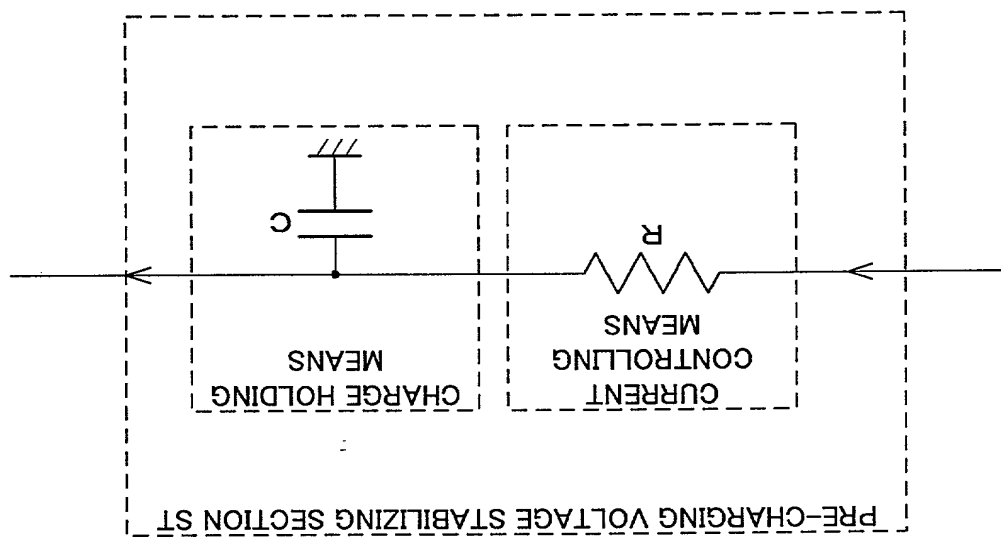 PRE-CHARGING VOLTAGE STABILIZING SECTION ST
CURRENT
CONTROLLING
MEANS
R
CHARGE HOLDING
MEANS
C